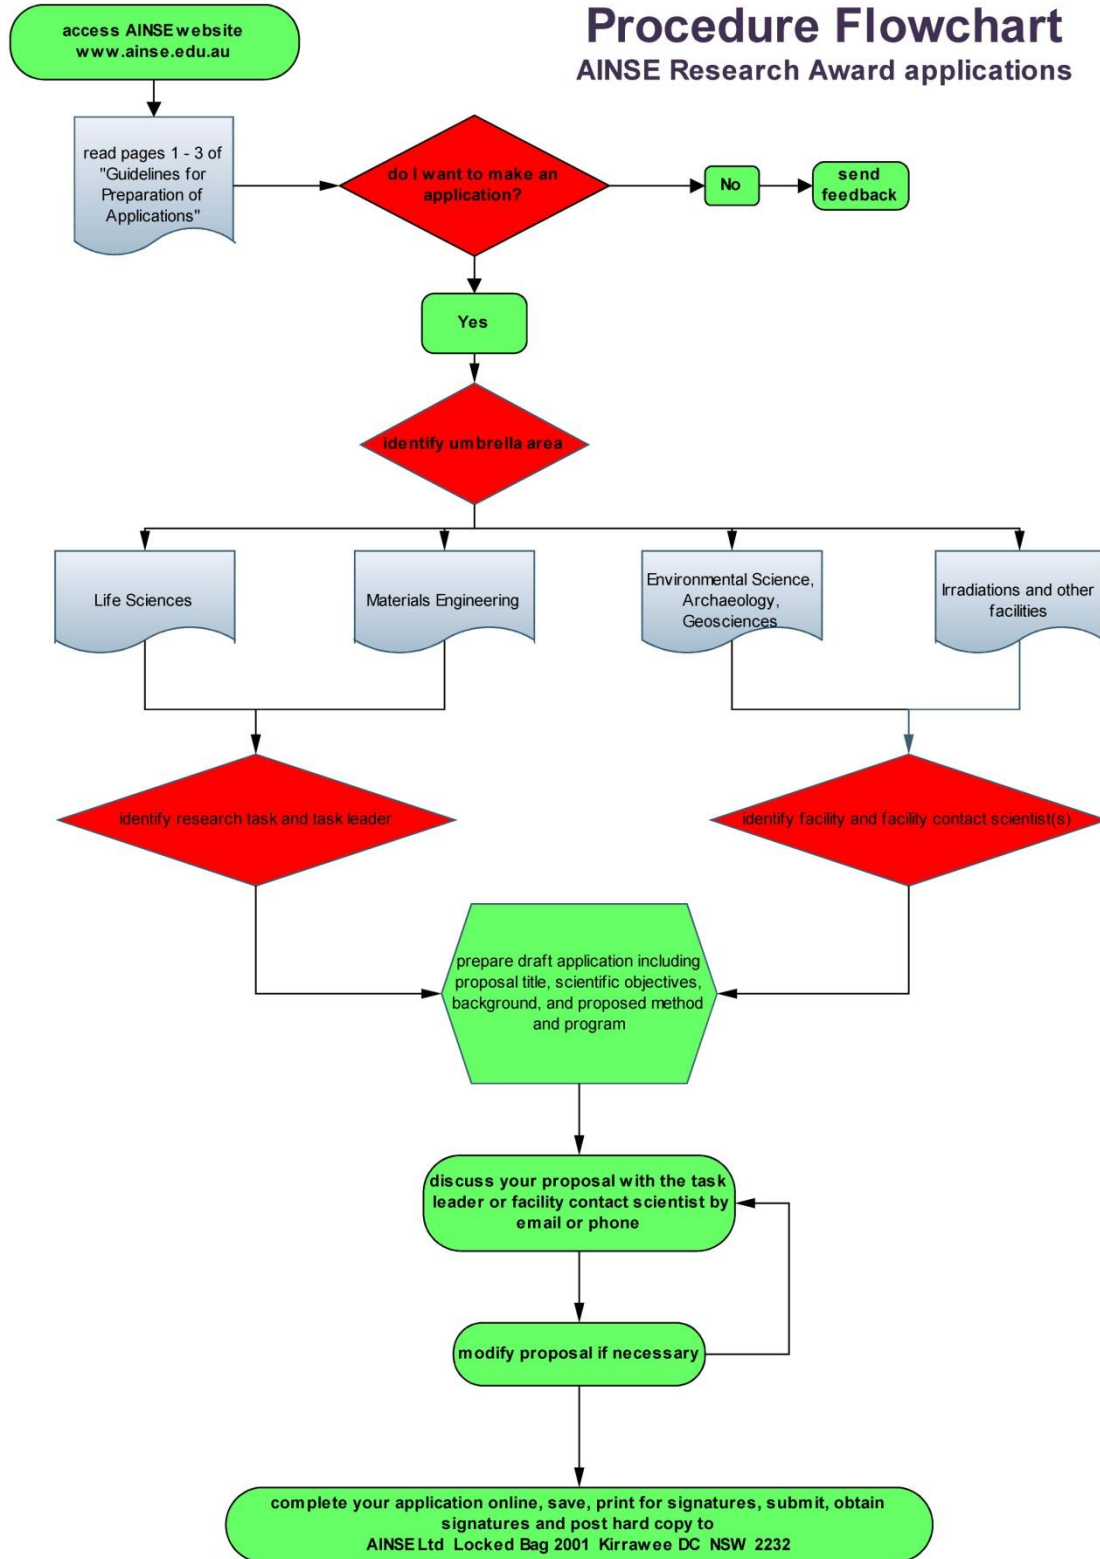 Procedure Flowchart
AINSE Research Award applications
access AINSE website
www.ainse.edu.au
read pages 1 - 3 of
"Guidelines for
Preparation of
Applications"
do I want to make an
application?
No
send
feedback
Yes
identify umbrella area
Life Sciences
Materials Engineering
Environmental Science,
Archaeology,
Geosciences
Irradiations and other
facilities
identify research task and task leader
identify facility and facility contact scientist(s)
prepare draft application including
proposal title, scientific objectives,
background, and proposed method
and program
discuss your proposal with the task
leader or facility contact scientist by
email or phone
modify proposal if necessary
complete your application online, save, print for signatures, submit, obtain
signatures and post hard copy to
AINSE Ltd Locked Bag 2001 Kirrawee DC NSW 2232